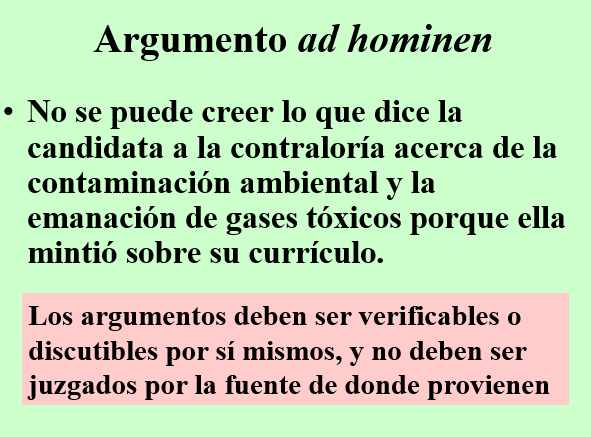 Argumento ad hominen
• No se puede creer lo que dice la
candidata a la contraloría acerca de la
contaminación ambiental y la
emanación de gases tóxicos porque ella
mintió sobre su currículo.
Los argumentos deben ser verificables o
discutibles por sí mismos, y no deben ser
juzgados por la fuente de donde provienen